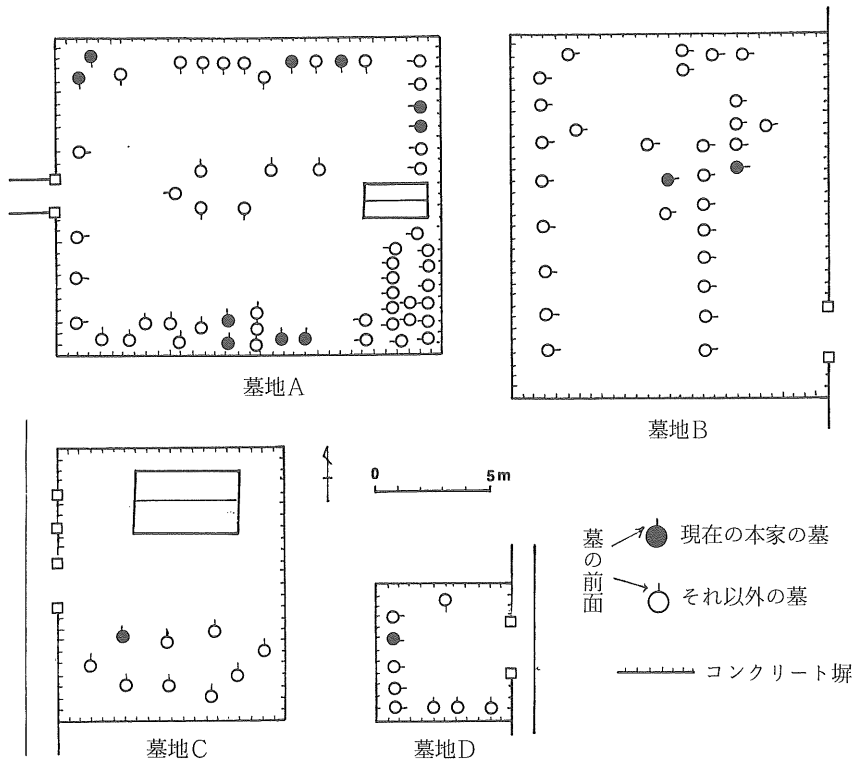 墓地A
墓地B
0 5m
墓の前面
現在の本家の墓
それ以外の墓
コンクリート塀
墓地C
墓地D